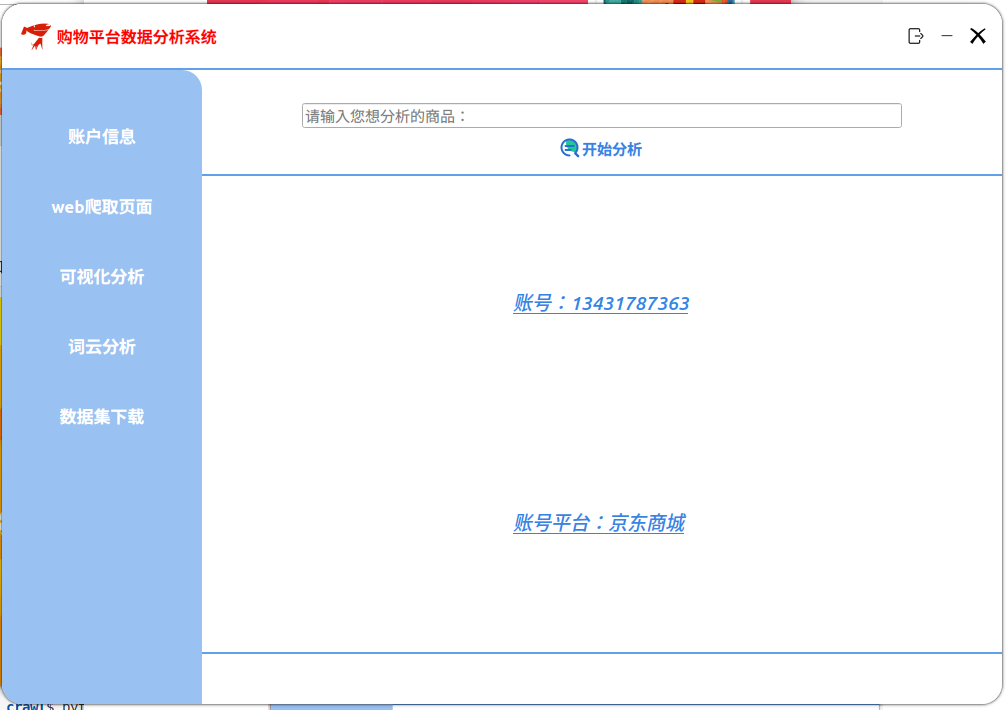 购物平台数据分析系统
账户信息
web爬取页面
可视化分析
词云分析
数据集下载
请输入您想分析的商品：
开始分析
账号：13431787363
账号平台：京东商城